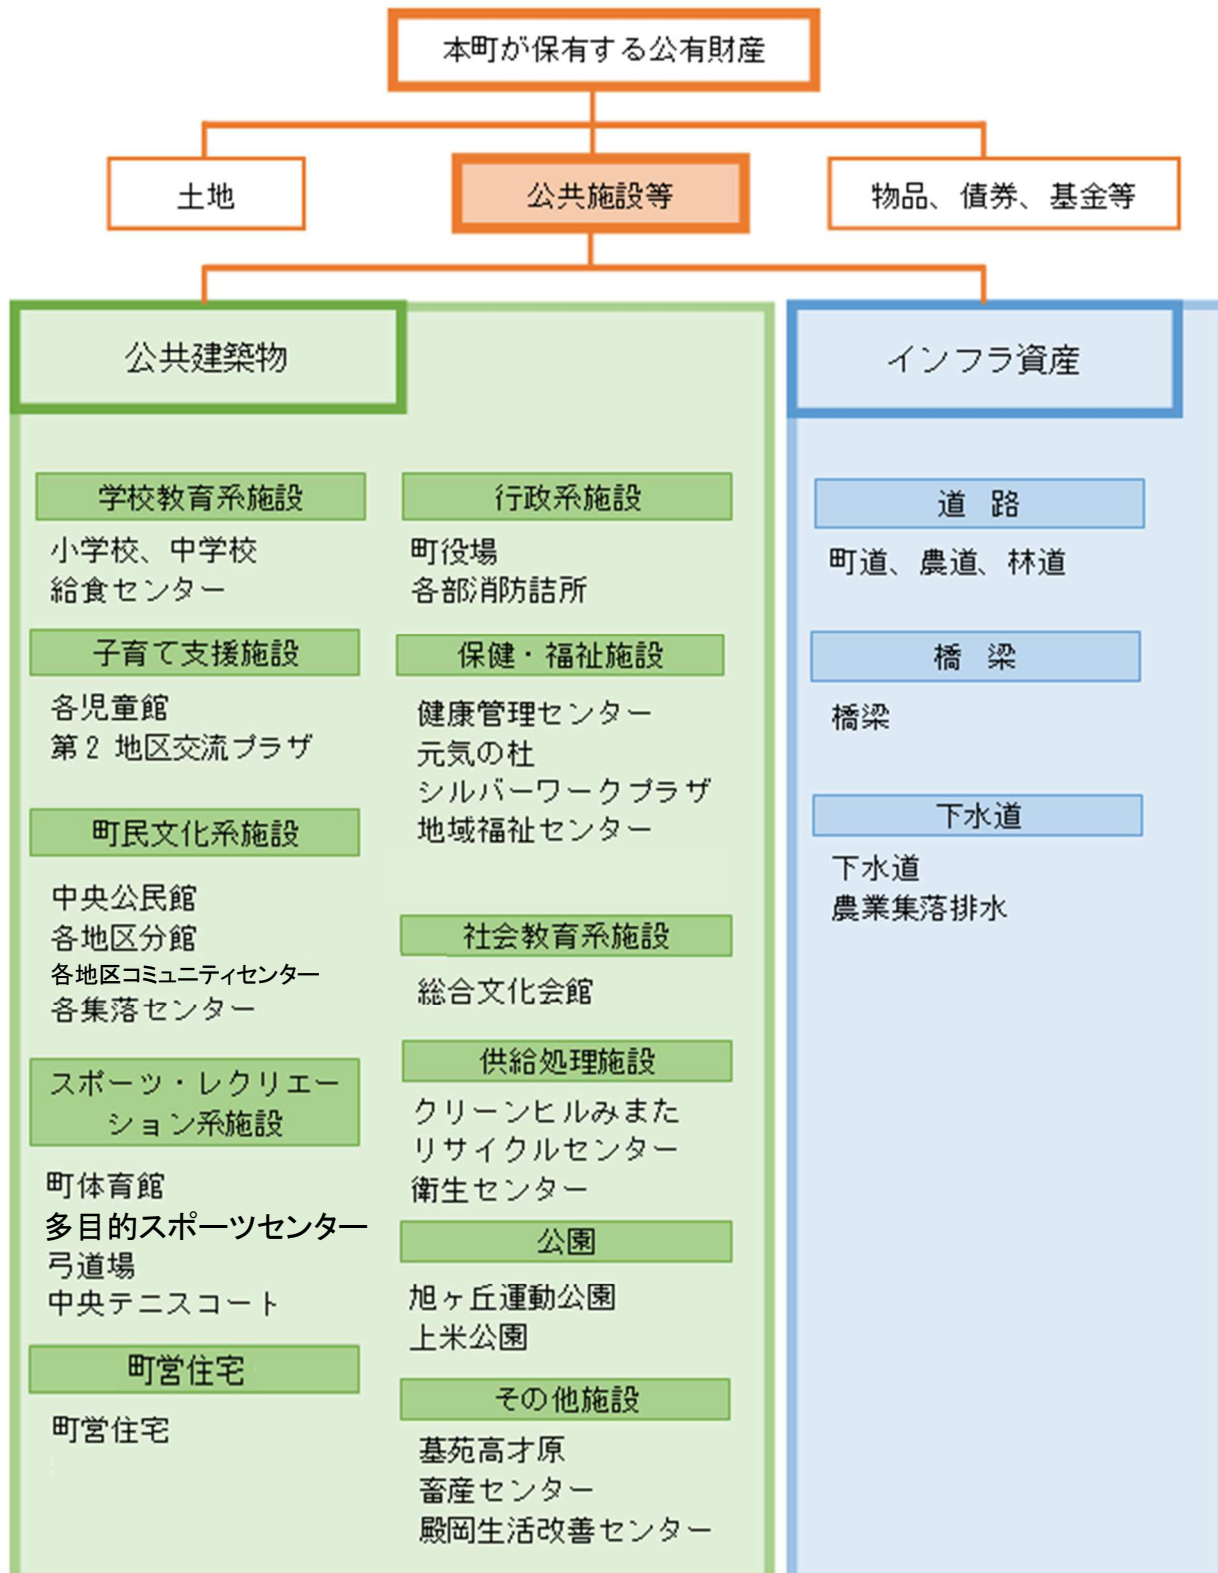 本町が保有する公有財産
土地
公共施設等
物品、債券、基金等
公共建築物
学校教育系施設
小学校、中学校
給食センター
子育て支援施設
各児童館
第2 地区交流プラザ
町民文化系施設
中央公民館
各地区分館
各地区コミュニティセンター
各集落センター
スポーツ・レクリエー
ション系施設
町体育館
多目的スポーツセンター
弓道場
中央テニスコート
町営住宅
町営住宅
行政系施設
町役場
各部消防詰所
保健・福祉施設
健康管理センター
元気の杜
シルバーワークプラザ
地域福祉センター
社会教育系施設
総合文化会館
供給処理施設
クリーンヒルみまた
リサイクルセンター
衛生センター
公園
旭ヶ丘運動公園
上米公園
その他施設
墓苑高才原
畜産センター
殿岡生活改善センター
インフラ資産
道 路
町道、農道、林道
橋 梁
橋梁
下水道
下水道
農業集落排水